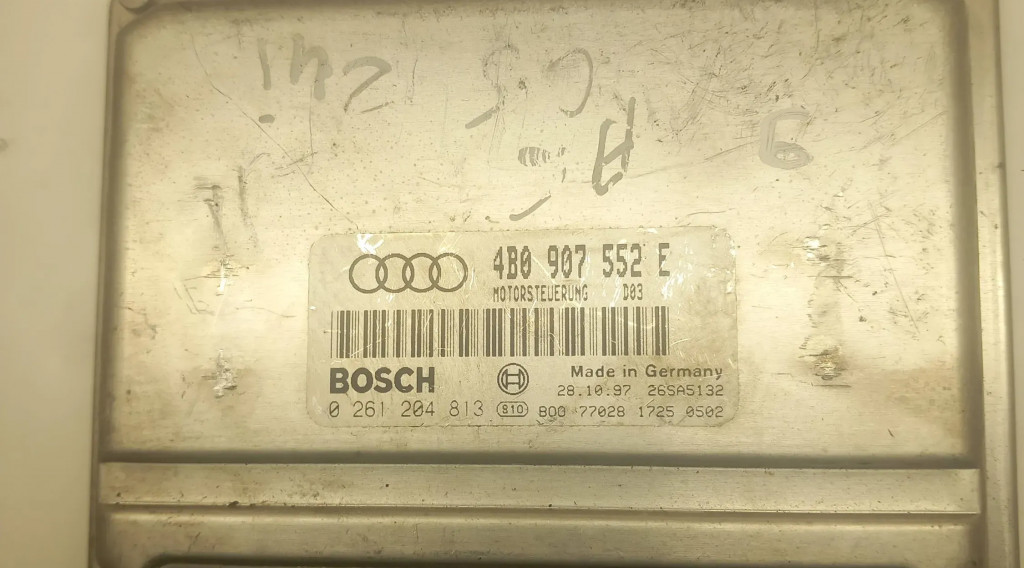 4B0 907 552 E
MOTORSTEUERUNG D03
BOSCH
Made in Germany
28.10.97 26SA5132
0 261 204 813 810 B00 77028 1725 0502